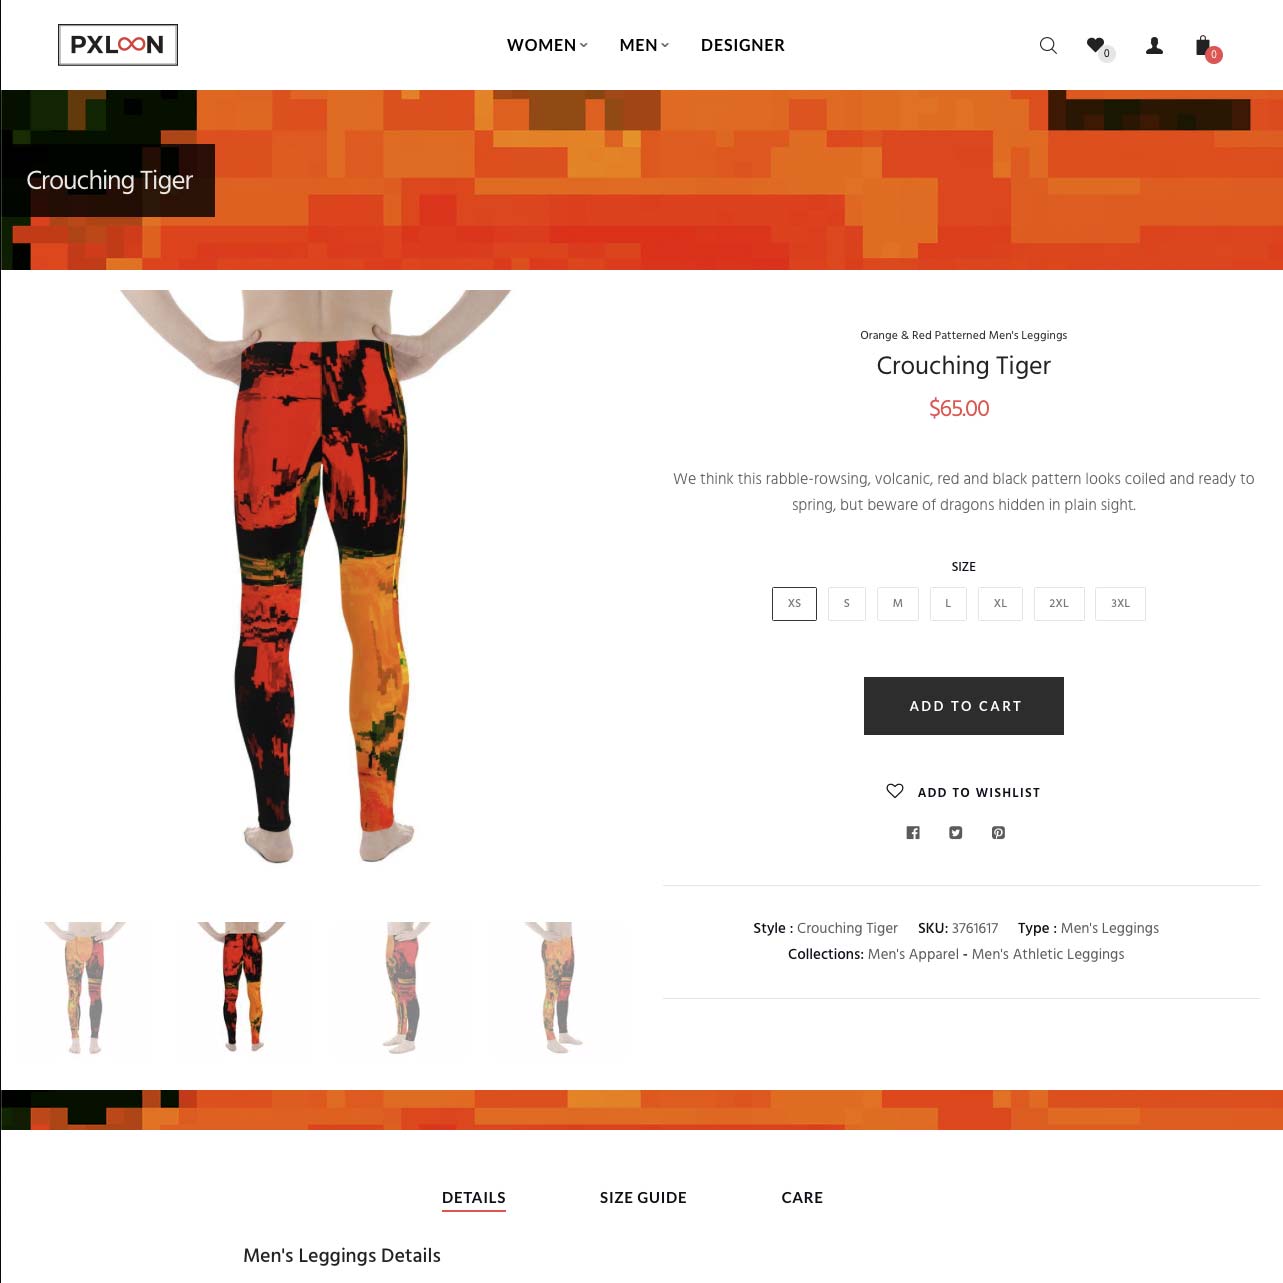 PXLOON
WOMEN
MEN
DESIGNER
0
0
Crouching Tiger
Orange & Red Patterned Men's Leggings
Crouching Tiger
$65.00
We think this rabble-rowsing, volcanic, red and black pattern looks coiled and ready to
spring, but beware of dragons hidden in plain sight.
SIZE
XS S M L XL 2XL 3XL
ADD TO CART
ADD TO WISHLIST
Style : Crouching Tiger SKU: 3761617 Type : Men's Leggings
Collections: Men's Apparel - Men's Athletic Leggings
DETAILS SIZE GUIDE CARE
Men's Leggings Details